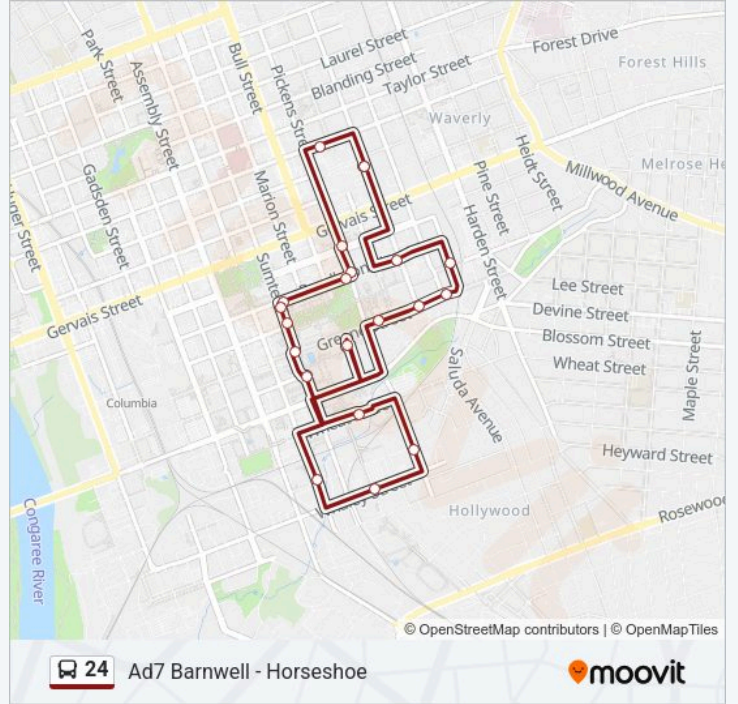 Park Street
Assembly Street
Bull Street
Pickens Stre
Laurel Street
Blanding Street
Taylor Street
Forest Drive
Forest Hills
Waverly
Heidt Street
Melrose He
Millwood Avenue
Gadsden Street
Marion Street
Pine Street
Harden Street
Gervais Street
Gervais Street
Lee Street
Devine Street
Blossom Street
Wheat Street
Maple Street
Saluda Avenue
Columbia
Heyward Street
Hollywood
Rosewoo
Congaree River
© OpenStreetMap contributors | © OpenMapTiles
24 Ad7 Barnwell - Horseshoe
moovit